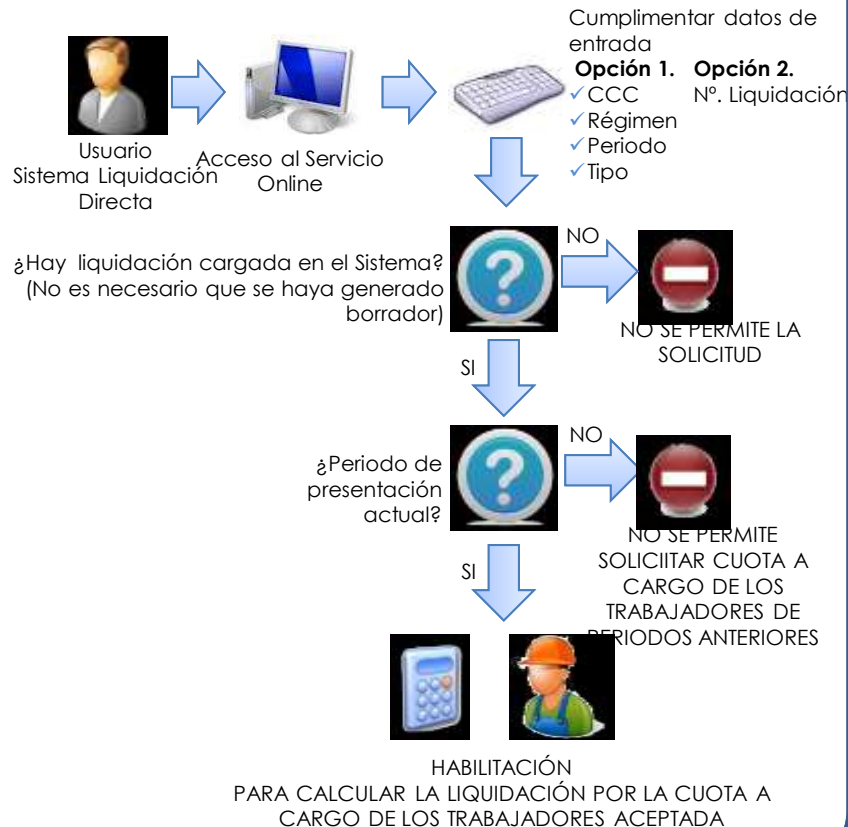 Cumplimentar datos de
entrada
Opción 1. Opción 2.
✓CCC Nº. Liquidación
✓Régimen
✓Periodo
✓Tipo
Usuario
Sistema Liquidación
Directa
Acceso al Servicio
Online
¿Hay liquidación cargada en el Sistema?
(No es necesario que se haya generado
borrador)
NO
NO SE PERMITE LA
SOLICITUD
SI
¿Periodo de
presentación
actual?
NO
NO SE PERMITE
SOLICIITAR CUOTA A
CARGO DE LOS
TRABAJADORES DE
PERIODOS ANTERIORES
SI
HABILITACIÓN
PARA CALCULAR LA LIQUIDACIÓN POR LA CUOTA A
CARGO DE LOS TRABAJADORES ACEPTADA